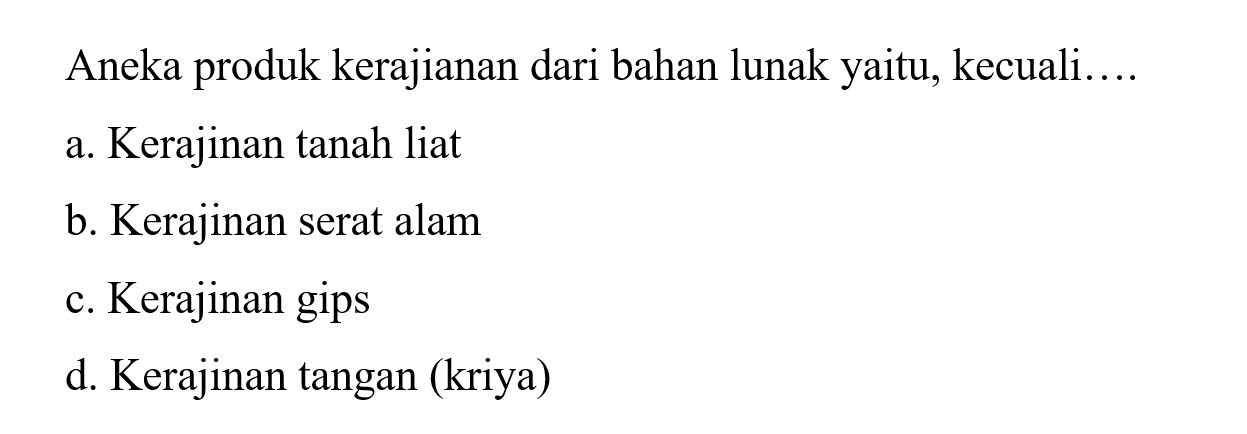 Aneka produk kerajianan dari bahan lunak yaitu, kecuali....
a. Kerajinan tanah liat
b. Kerajinan serat alam
c. Kerajinan gips
d. Kerajinan tangan (kriya)